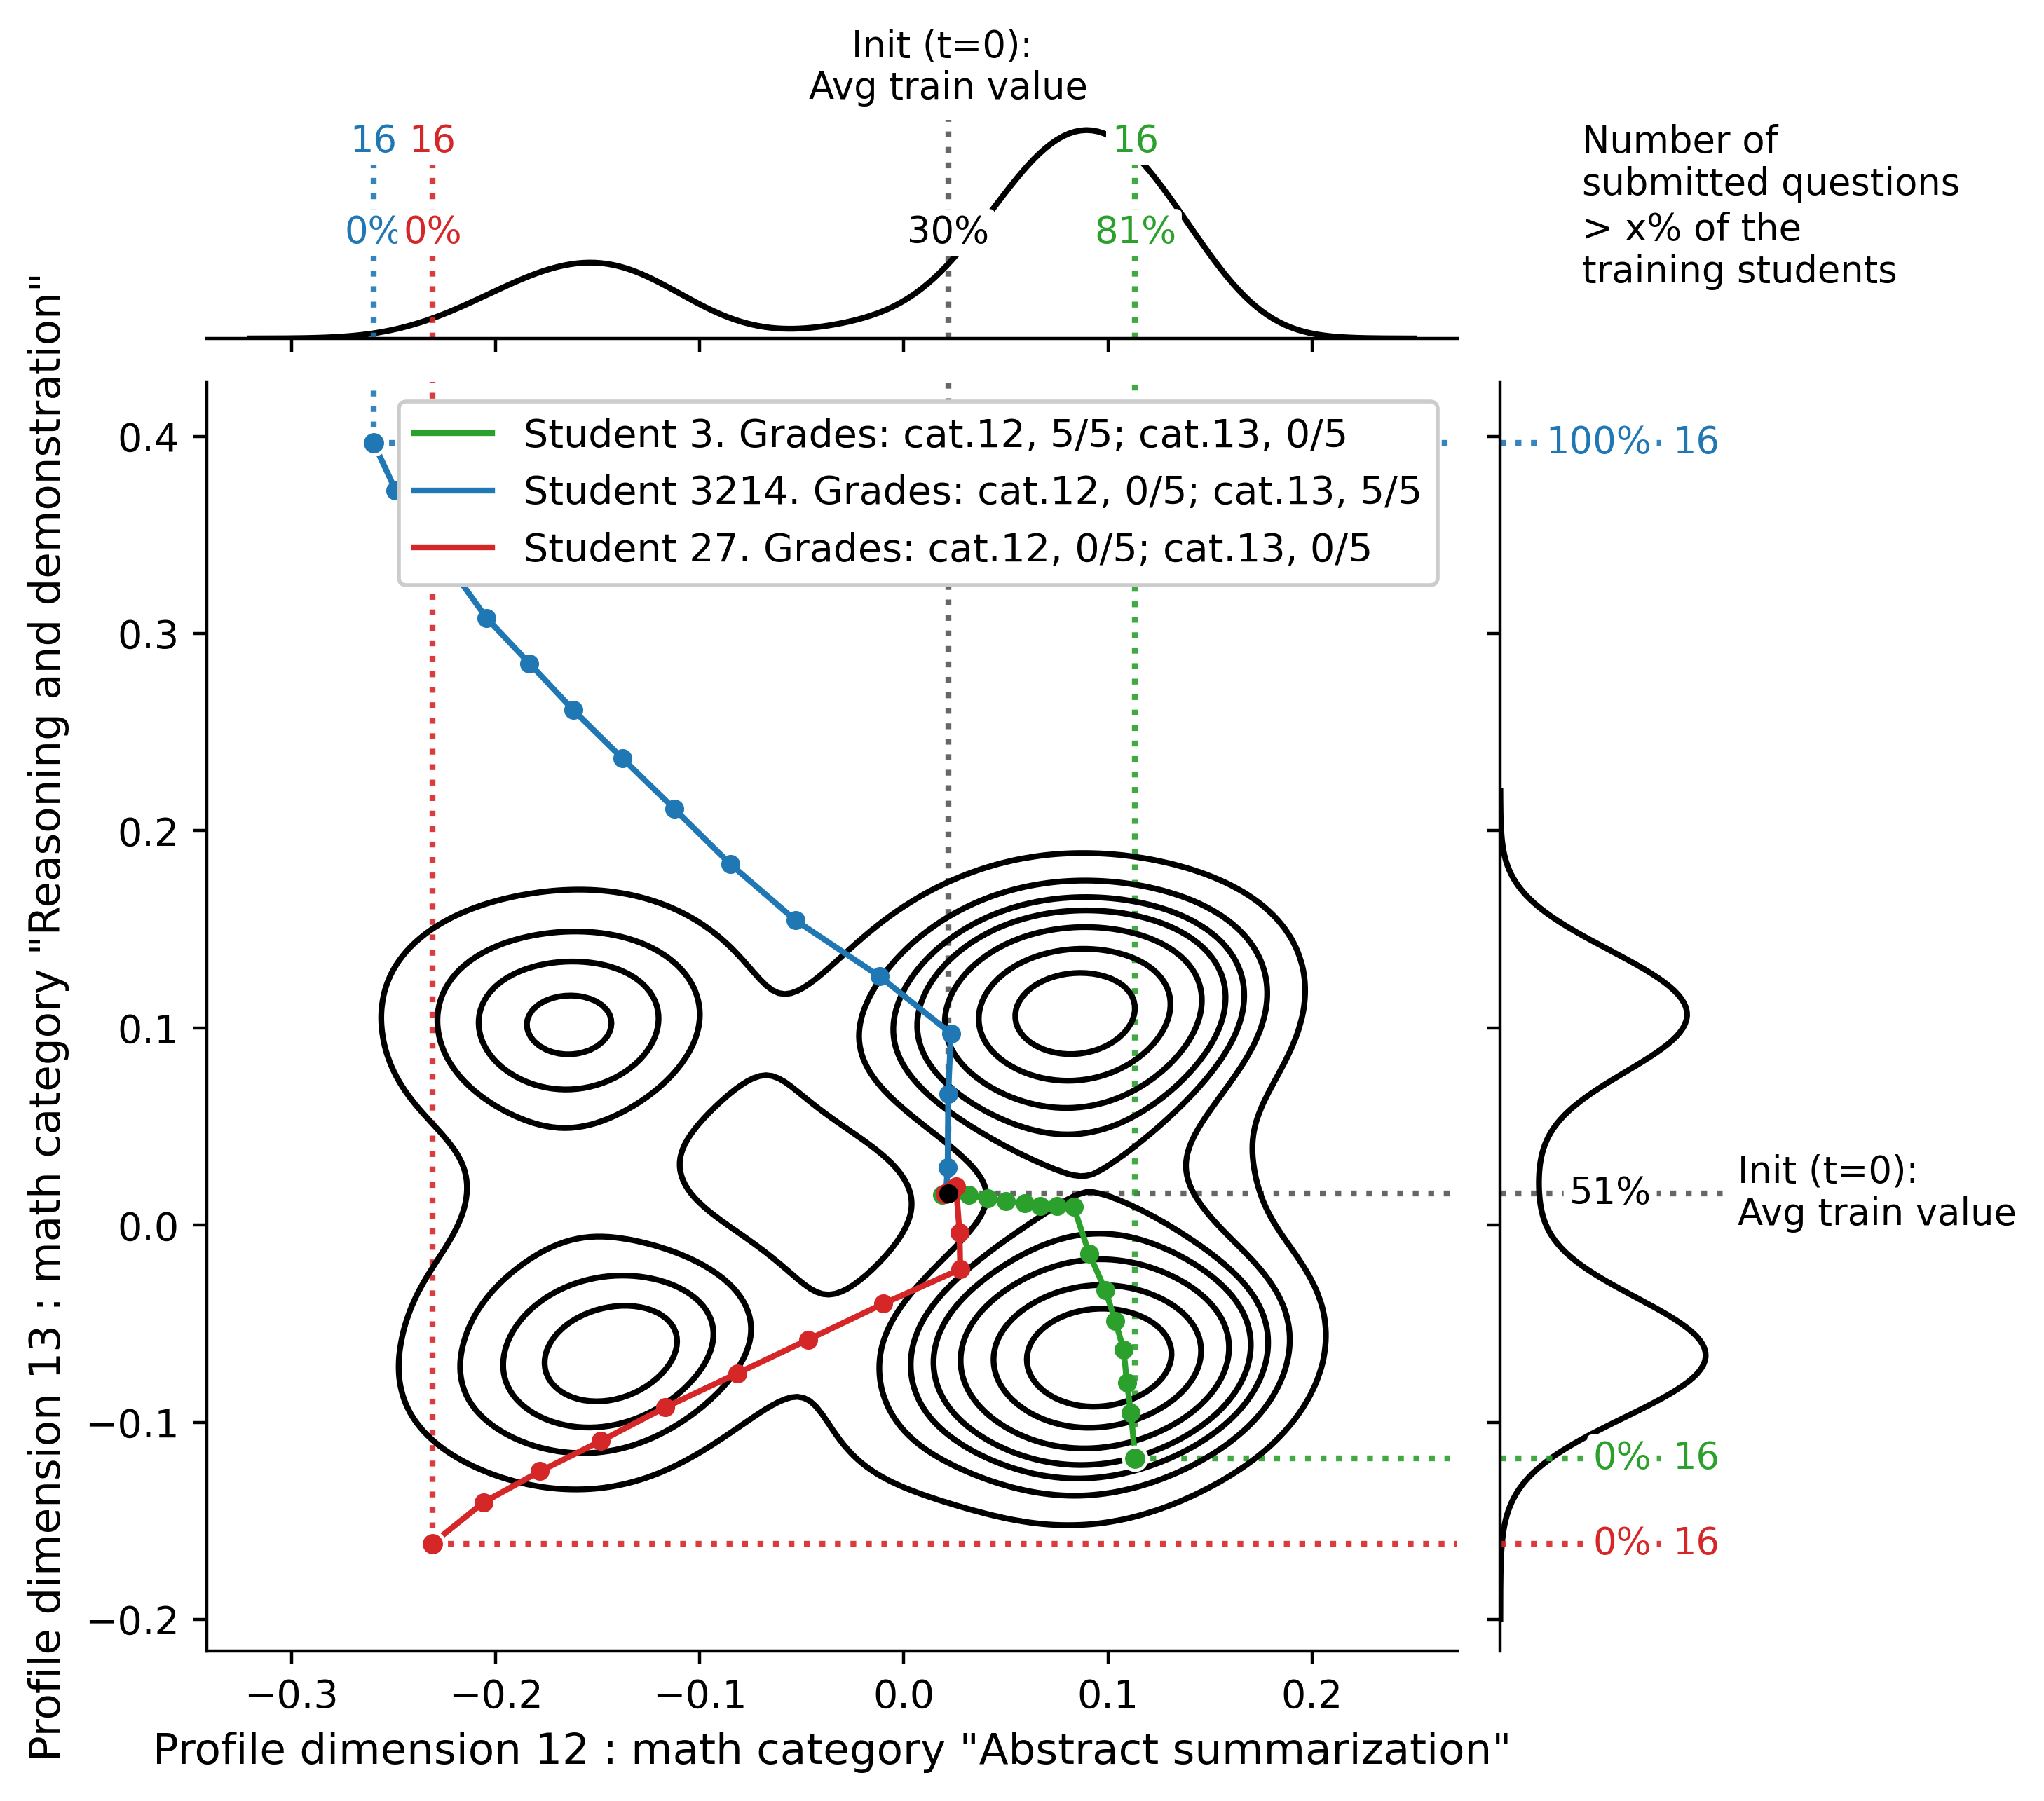 Init (t=0):
Avg train value
16 16 16
0% 0% 30% 81%
Number of
submitted questions
> x% of the
training students
Student 3. Grades: cat.12, 5/5; cat.13, 0/5
Student 3214. Grades: cat.12, 0/5; cat.13, 5/5
Student 27. Grades: cat.12, 0/5; cat.13, 0/5
100% 16
51%
Init (t=0):
Avg train value
0% 16
0% 16
Profile dimension 13 : math category "Reasoning and demonstration"
0.4
0.3
0.2
0.1
0.0
−0.1
−0.2
−0.3 −0.2 −0.1 0.0 0.1 0.2
Profile dimension 12 : math category "Abstract summarization"